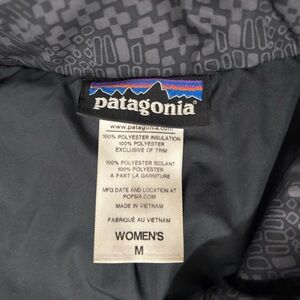 patagonia®
www.patagonia.com
100% POLYESTER INSULATION
100% POLYESTER
EXCLUSIVE OF TRIM
100% POLYESTER ISOLANT
100% POLYESTER
A PART LA GARNITURE
MFG DATE AND LOCATION AT
PCPSIA.COM
MADE IN VIETNAM
FABRIQUÉ AU VIETNAM
WOMEN'S
M